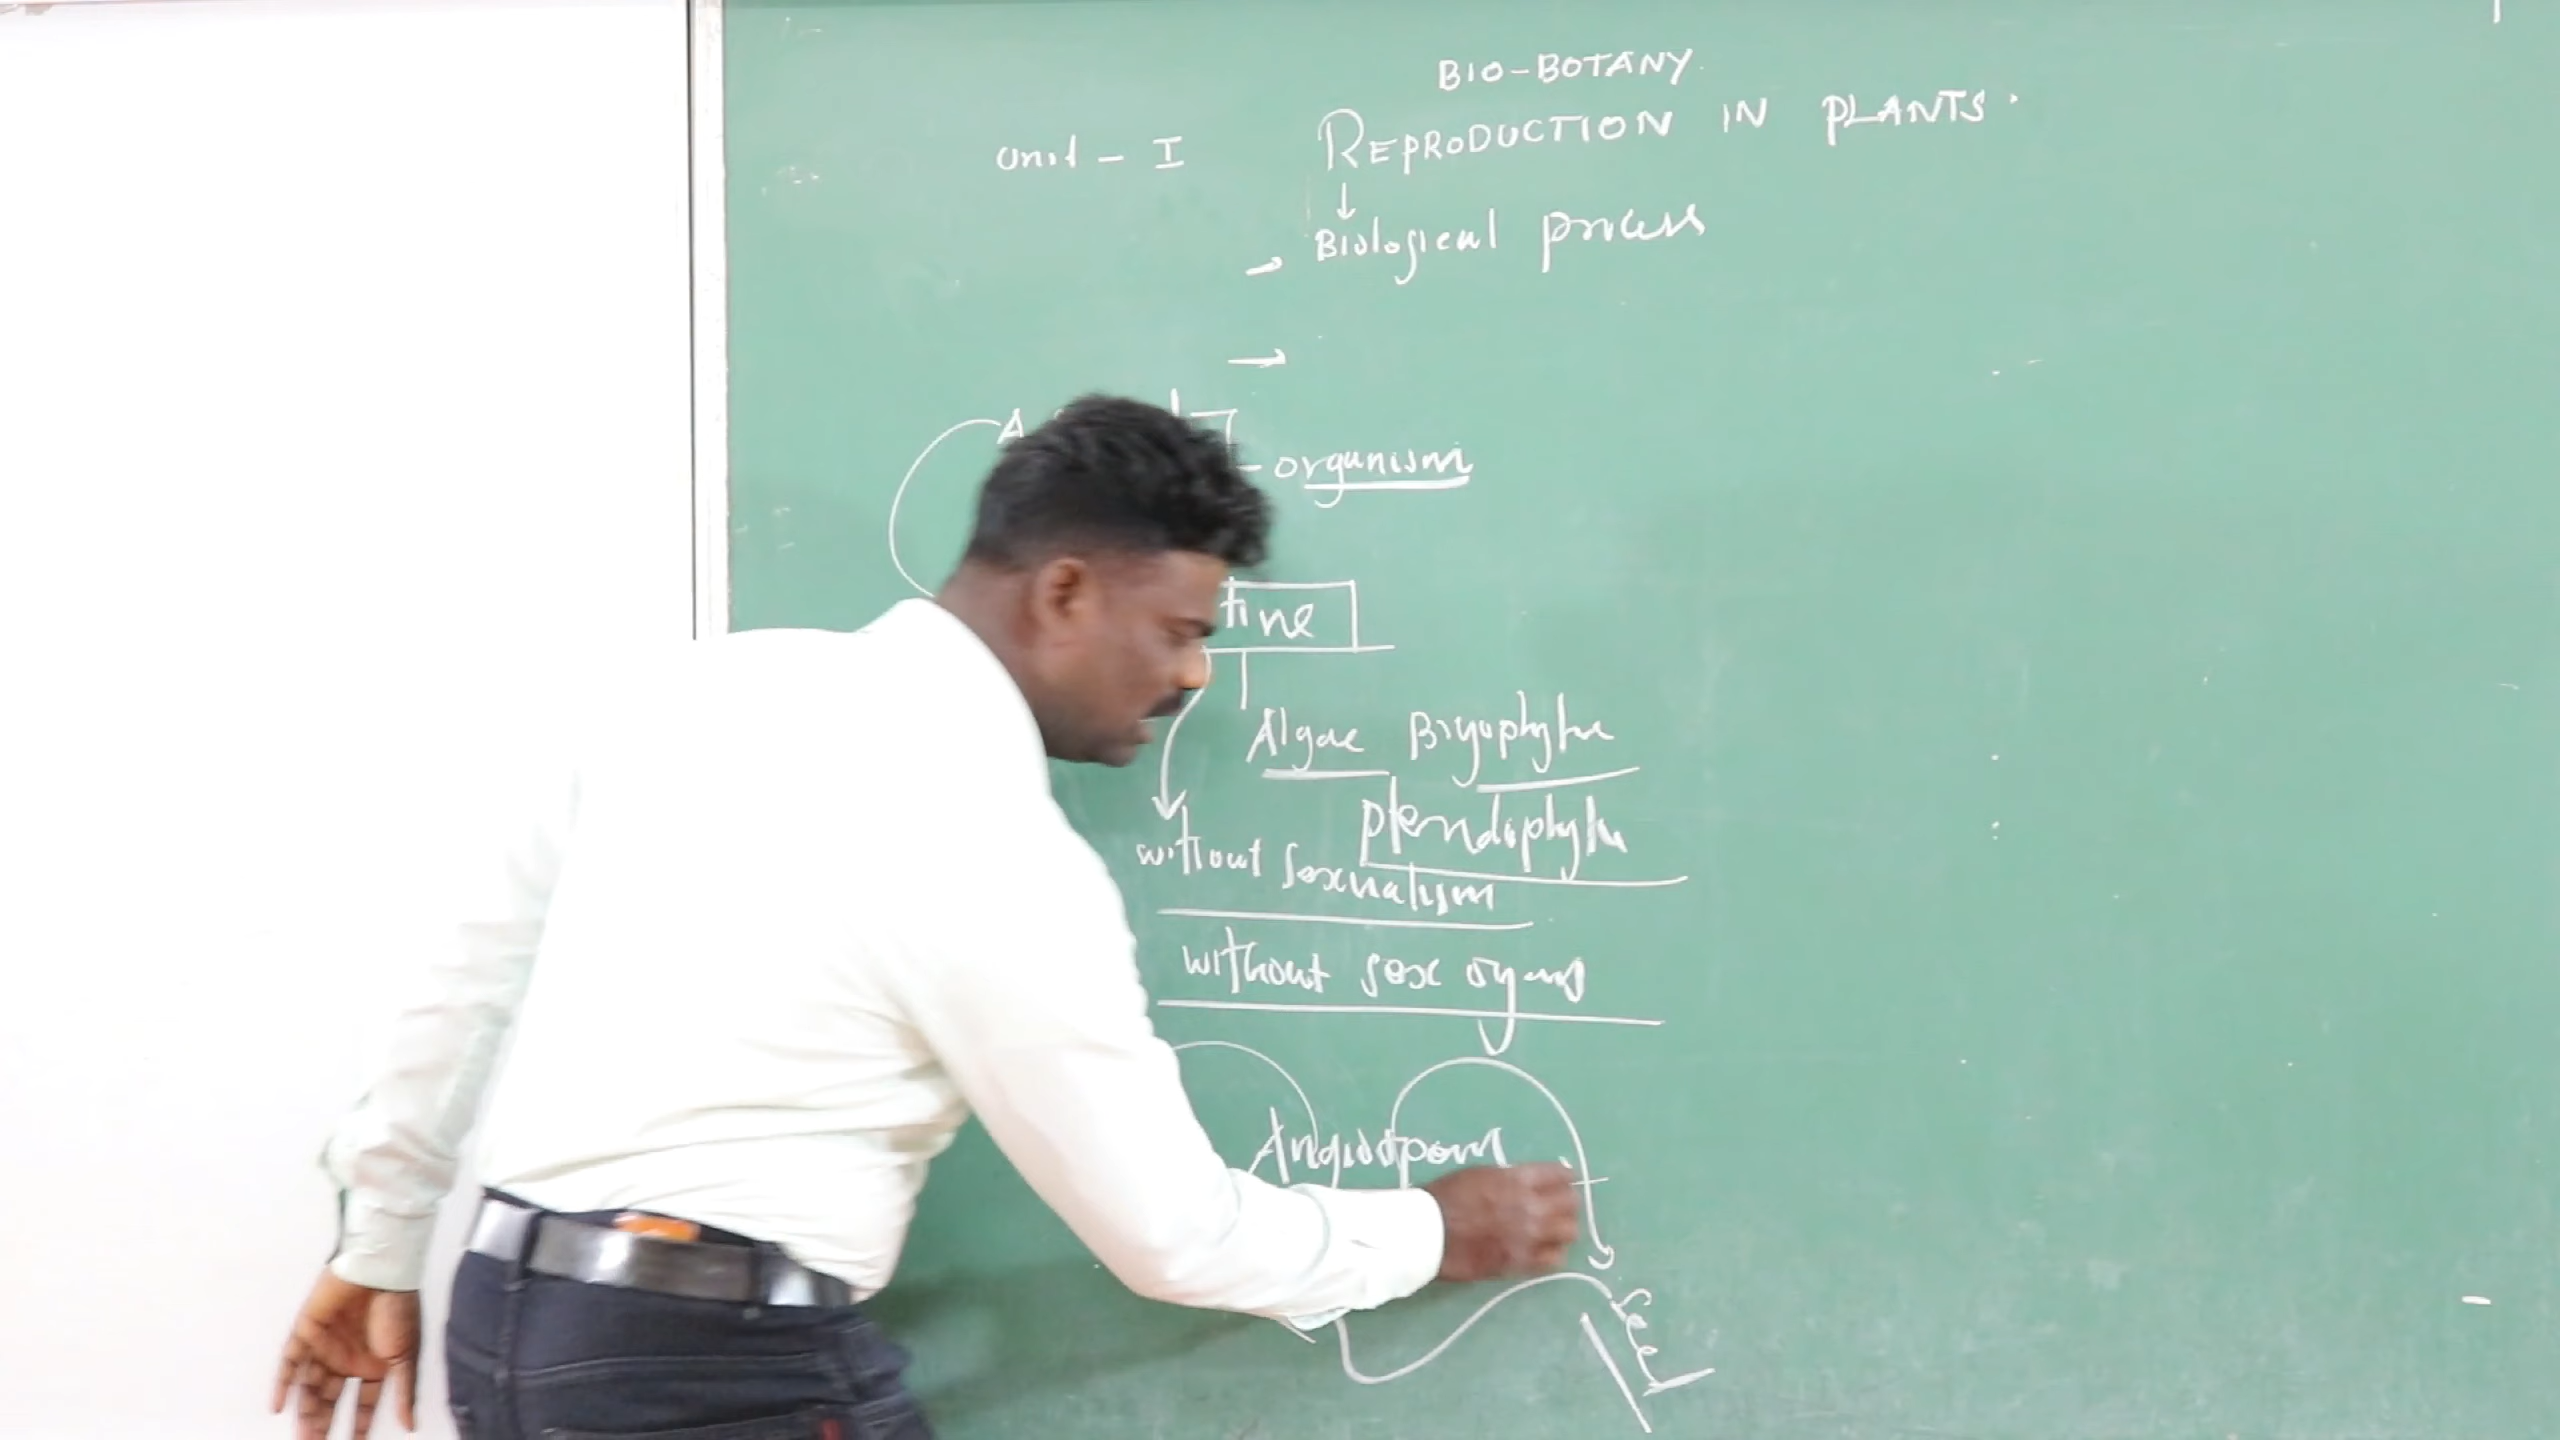 BIO-BOTANY.
Unit - I REPRODUCTION IN PLANTS.
↓
→ Biological process
→
A
- organism
tine
Algae Bryophyta
pteridophyta
without sexualism
without sex organs
Angiosperm
Seed